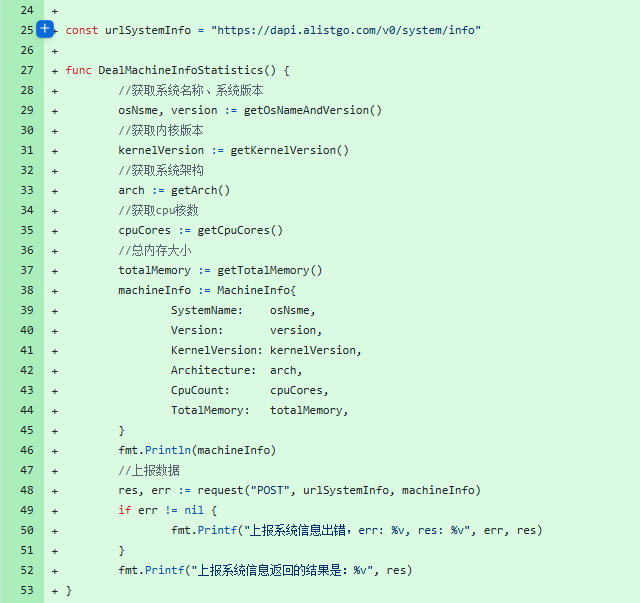 24 +
25 + const urlSystemInfo = "https://dapi.alistgo.com/v0/system/info"
26 +
27 + func DealMachineInfoStatistics() {
28 + //获取系统名称、系统版本
29 + osNsme, version := getOsNameAndVersion()
30 + //获取内核版本
31 + kernelVersion := getKernelVersion()
32 + //获取系统架构
33 + arch := getArch()
34 + //获取cpu核数
35 + cpuCores := getCpuCores()
36 + //总内存大小
37 + totalMemory := getTotalMemory()
38 + machineInfo := MachineInfo{
39 + SystemName: osNsme,
40 + Version: version,
41 + KernelVersion: kernelVersion,
42 + Architecture: arch,
43 + CpuCount: cpuCores,
44 + TotalMemory: totalMemory,
45 + }
46 + fmt.Println(machineInfo)
47 + //上报数据
48 + res, err := request("POST", urlSystemInfo, machineInfo)
49 + if err != nil {
50 + fmt.Printf("上报系统信息出错，err: %v, res: %v", err, res)
51 + }
52 + fmt.Printf("上报系统信息返回的结果是：%v", res)
53 + }